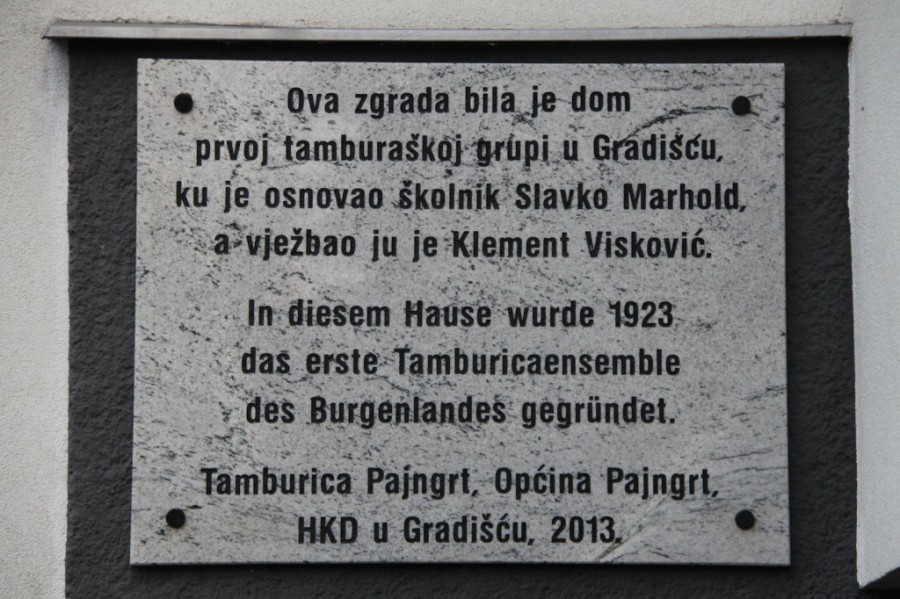 Ova zgrada bila je dom
prvoj tamburaškoj grupi u Gradišću,
ku je osnovao školnik Slavko Marhold,
a vježbao ju je Klement Visković.
In diesem Hause wurde 1923
das erste Tamburicaensemble
des Burgenlandes gegründet.
Tamburica Pajngrt, Općina Pajngrt,
HKD u Gradišću, 2013.